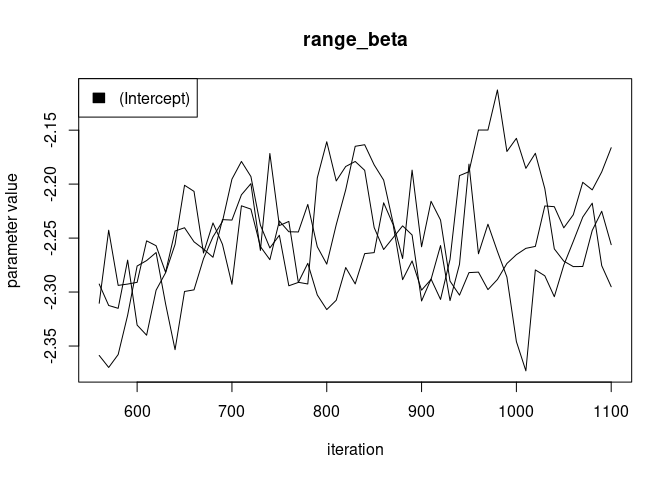 range_beta
(Intercept)
parameter value
-2.15
-2.20
-2.25
-2.30
-2.35
600 700 800 900 1000 1100
iteration